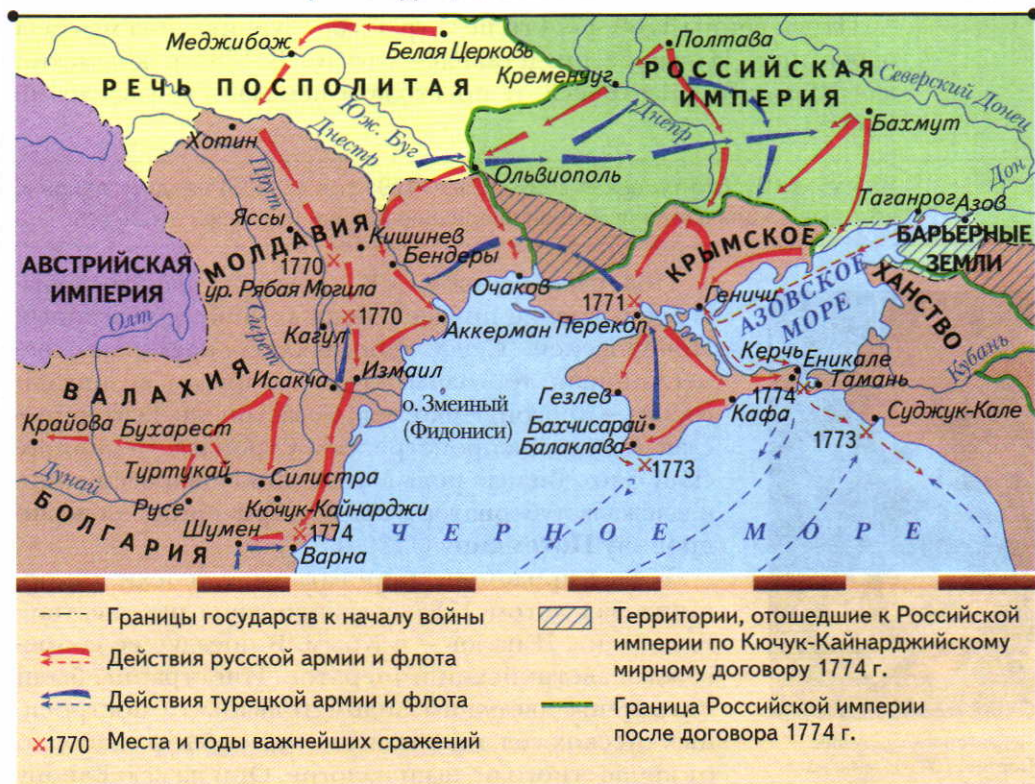 Меджибож
Белая Церковь
Полтава
Кременчуг
РЕЧЬ ПОСПОЛИТАЯ
РОССИЙСКАЯ
ИМПЕРИЯ
Северский Донец
Хотин
Юж. Буг
Днестр
Днепр
Бахмут
Ольвиополь
Прут
Таганрог
Азов
Дон
Яссы
МОЛДАВИЯ
Кишинев
Бендеры
КРЫМСКОЕ
ХАНСТВО
БАРЬЕРНЫЕ
ЗЕМЛИ
АВСТРИЙСКАЯ
ИМПЕРИЯ
1770
ур. Рябая Могила
Очаков
1771
Перекоп
Геничи
АЗОВСКОЕ
МОРЕ
Олт
Сирет
1770
Кагул
Аккерман
Керчь
Еникале
Кубань
ВАЛАХИЯ
Исакча
Измаил
о. Змеиный
(Фидониси)
Гезлев
1774
Тамань
Кафа
Суджук-Кале
Крайова
Бухарест
Бахчисарай
Балаклава
1773
1773
Туртукай
Силистра
Дунай
Русе
Кючук-Кайнарджи
БОЛГАРИЯ
Шумен
1774
Варна
ЧЕРНОЕ МОРЕ
Границы государств к началу войны
Действия русской армии и флота
Действия турецкой армии и флота
1770 Места и годы важнейших сражений
Территории, отошедшие к Российской
империи по Кючук-Кайнарджийскому
мирному договору 1774 г.
Граница Российской империи
после договора 1774 г.